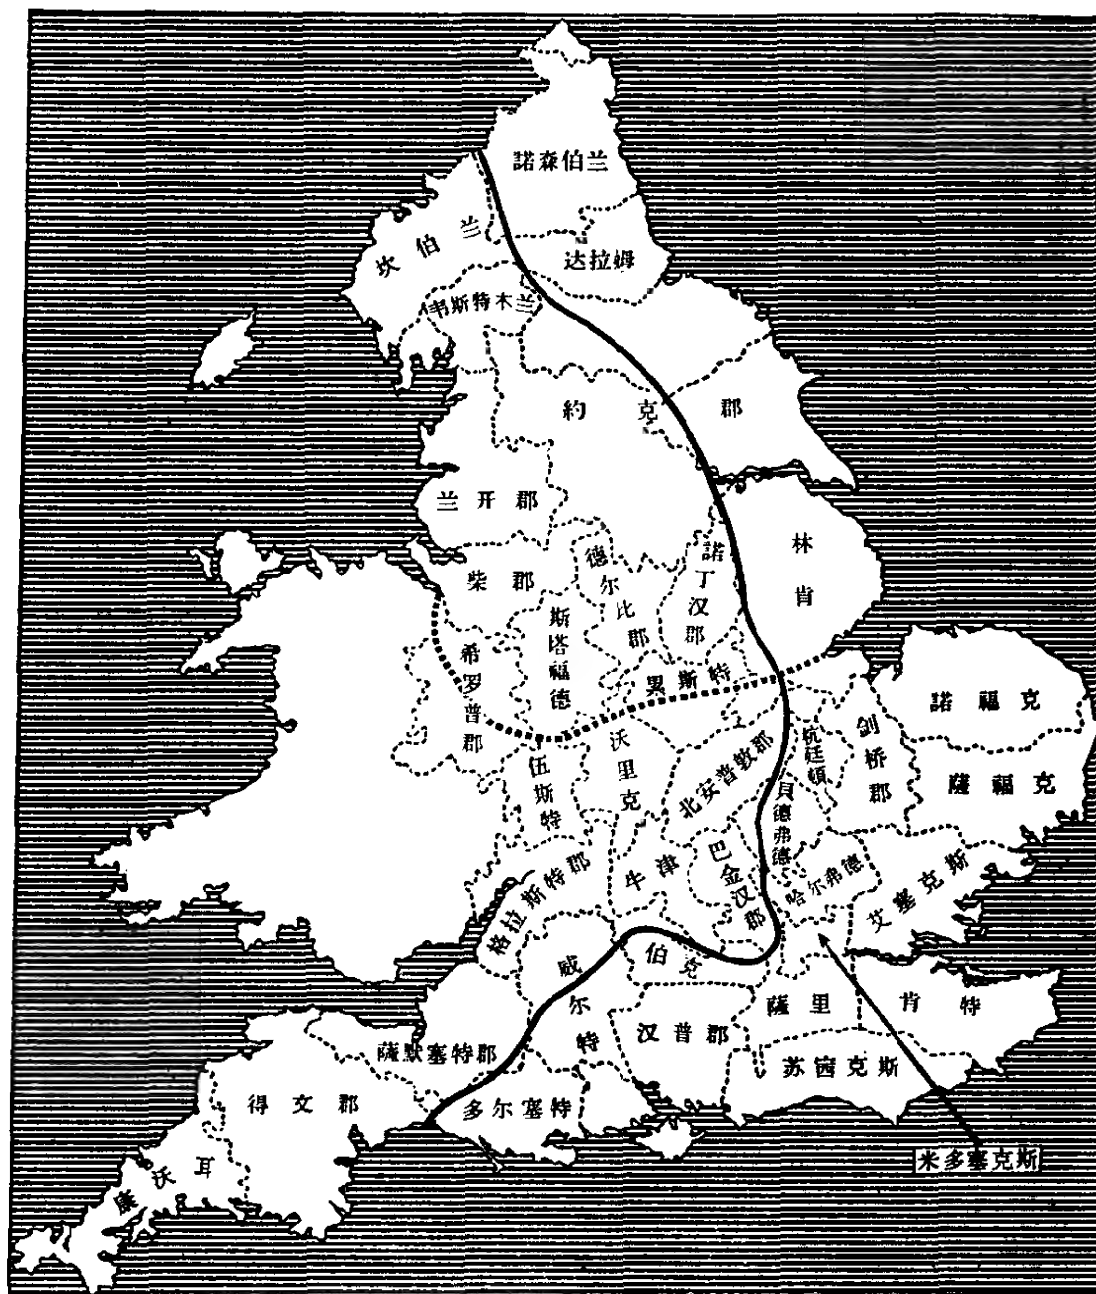 諾森伯兰
坎伯兰
达拉姆
韦斯特木兰
約克郡
兰开郡
柴郡
德尔比郡
諾丁汉郡
林肯
斯塔福德
希罗普郡
累斯特
諾福克
剑桥郡
杭廷頓
沃里克
伍斯特
北安普敦郡
薩福克
貝德弗德
巴金汉郡
牛津
格拉斯特郡
哈尔弗德
艾塞克斯
威尔特
伯克
薩里
肯特
汉普郡
薩默塞特郡
苏园克斯
得文郡
多尔塞特
康沃耳
米多塞克斯